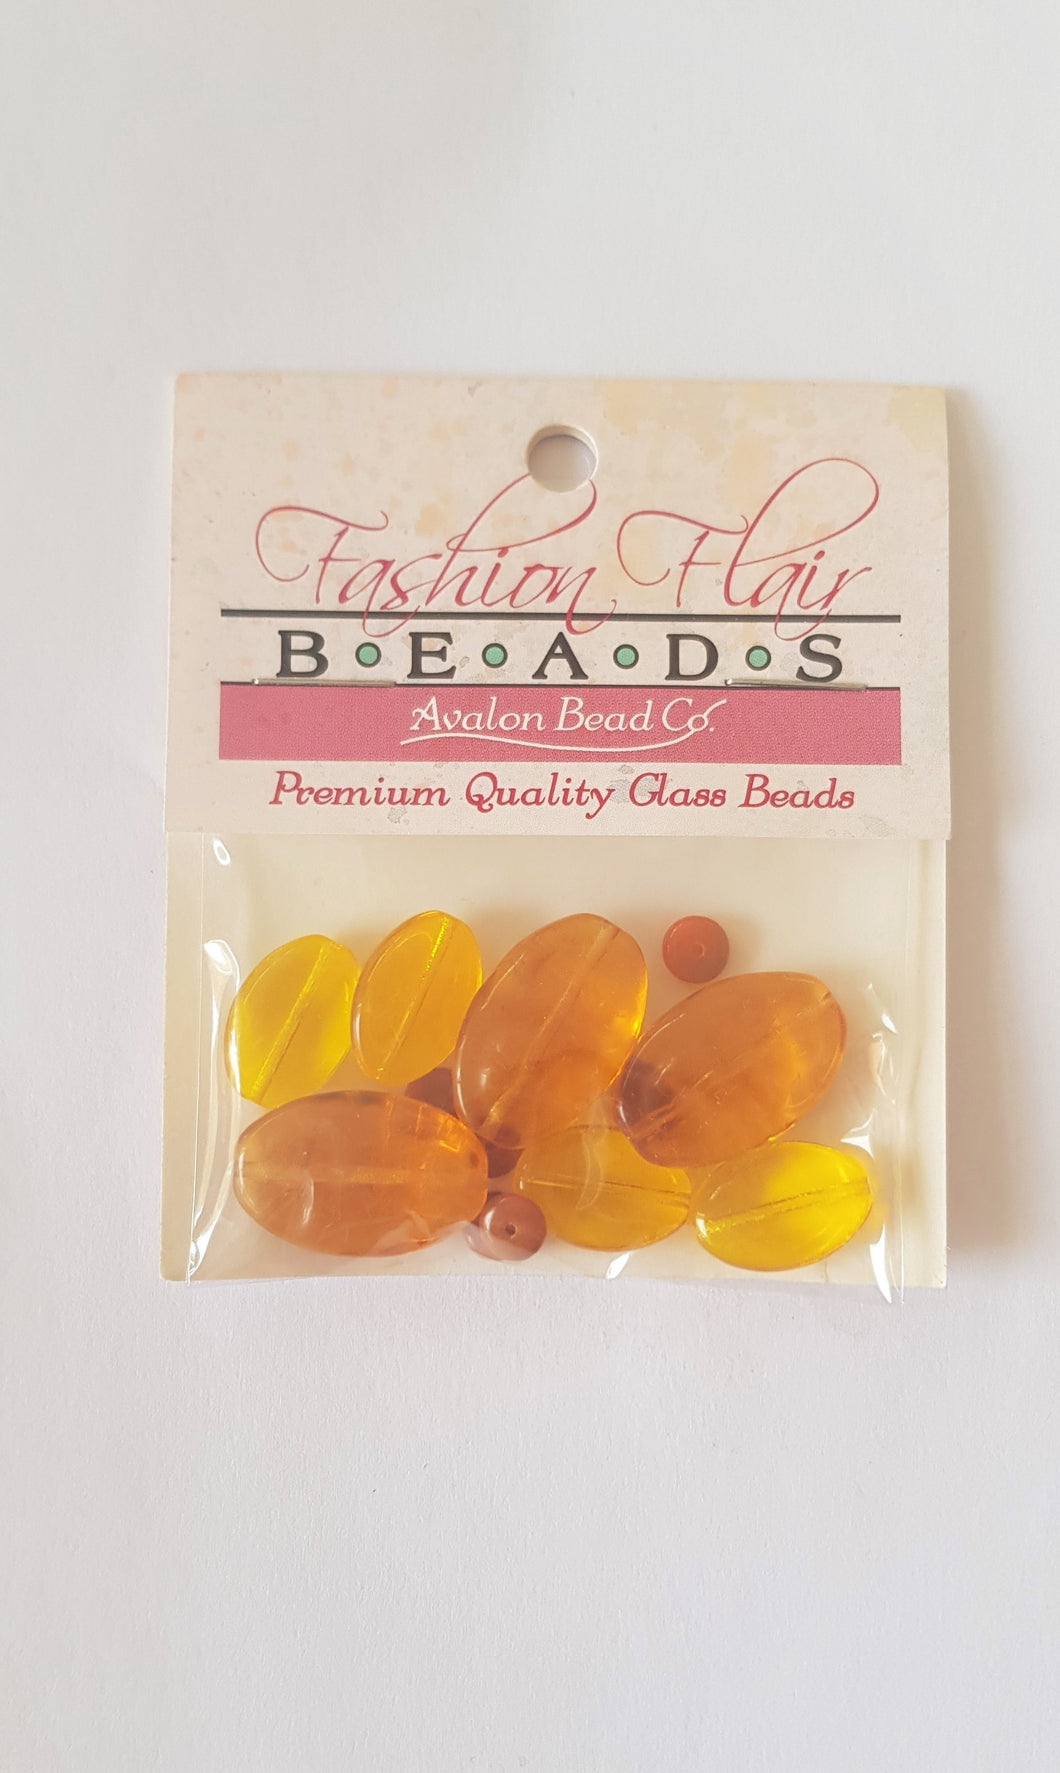 Fashion Flair
B•E•A•D•S
Avalon Bead Co.
Premium Quality Glass Beads